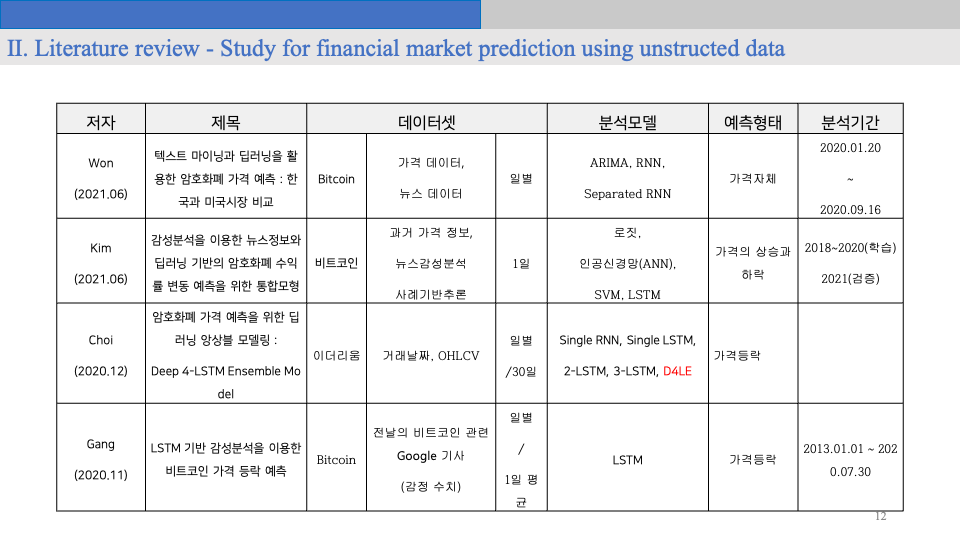 II. Literature review - Study for financial market prediction using unstructed data
저자 제목 데이터셋 분석모델 예측형태 분석기간
Won
(2021.06)
텍스트 마이닝과 딥러닝을 활
용한 암호화폐 가격 예측 : 한
국과 미국시장 비교
Bitcoin
가격 데이터,
뉴스 데이터
일별
ARIMA, RNN,
Separated RNN
가격자체
2020.01.20
~
2020.09.16
Kim
(2021.06)
감성분석을 이용한 뉴스정보와
딥러닝 기반의 암호화폐 수익
률 변동 예측을 위한 통합모형
비트코인
과거 가격 정보,
뉴스감성분석
사례기반추론
1일
로짓,
인공신경망(ANN),
SVM, LSTM
가격의 상승과
하락
2018~2020(학습)
2021(검증)
Choi
(2020.12)
암호화폐 가격 예측을 위한 딥
러닝 앙상블 모델링 :
Deep 4-LSTM Ensemble Mo
del
이더리움
거래날짜, OHLCV
일별
/30일
Single RNN, Single LSTM,
2-LSTM, 3-LSTM, D4LE
가격등락
Gang
(2020.11)
LSTM 기반 감성분석을 이용한
비트코인 가격 등락 예측
Bitcoin
전날의 비트코인 관련
Google 기사
(감정 수치)
일별
/
1일 평
균
LSTM
가격등락
2013.01.01 ~ 202
0.07.30
12